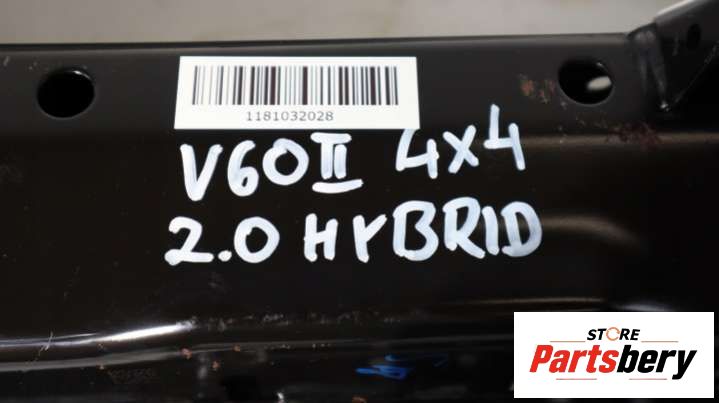 1181032028
V60II 4x4
2.0 HYBRID
STORE
Partsbery